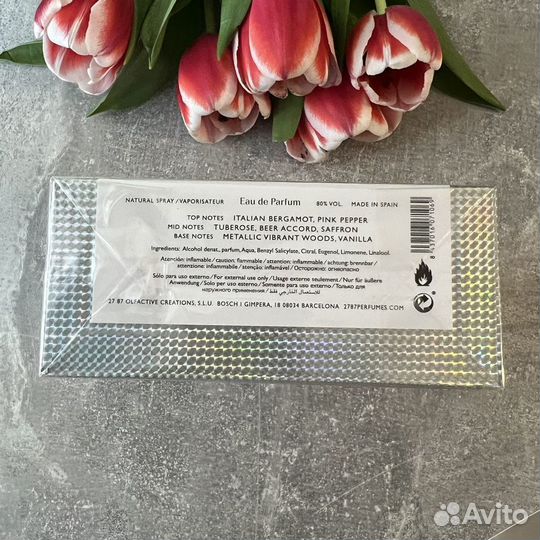 NATURAL SPRAY / VAPORISATEUR Eau de Parfum 80% VOL. MADE IN SPAIN
TOP NOTES ITALIAN BERGAMOT, PINK PEPPER
MID NOTES TUBEROSE, BEER ACCORD, SAFFRON
BASE NOTES METALLIC VIBRANT WOODS, VANILLA
Ingredients: Alcohol denat., parfum, Aqua, Benzyl Salicylate, Citral, Eugenol, Limonene, Linalool.
Atención: inflamable / caution: flammable / attention: inflammable / achtung: brennbar /
attenzione: infiammabile / atenção: inflamável / Осторожно: огнеопасно
Sólo para uso externo / For external use only / Usage externe seulement / Nur für äußere
Anwendung / Solo per uso esterno / Somente para uso externo / Только для
наружного применения / للاستعمال الخارجي فقط
27 87 OLFACTIVE CREATIONS, S.L.U. BOSCH I GIMPERA, 18 08034 BARCELONA 2787PERFUMES.COM
Avito